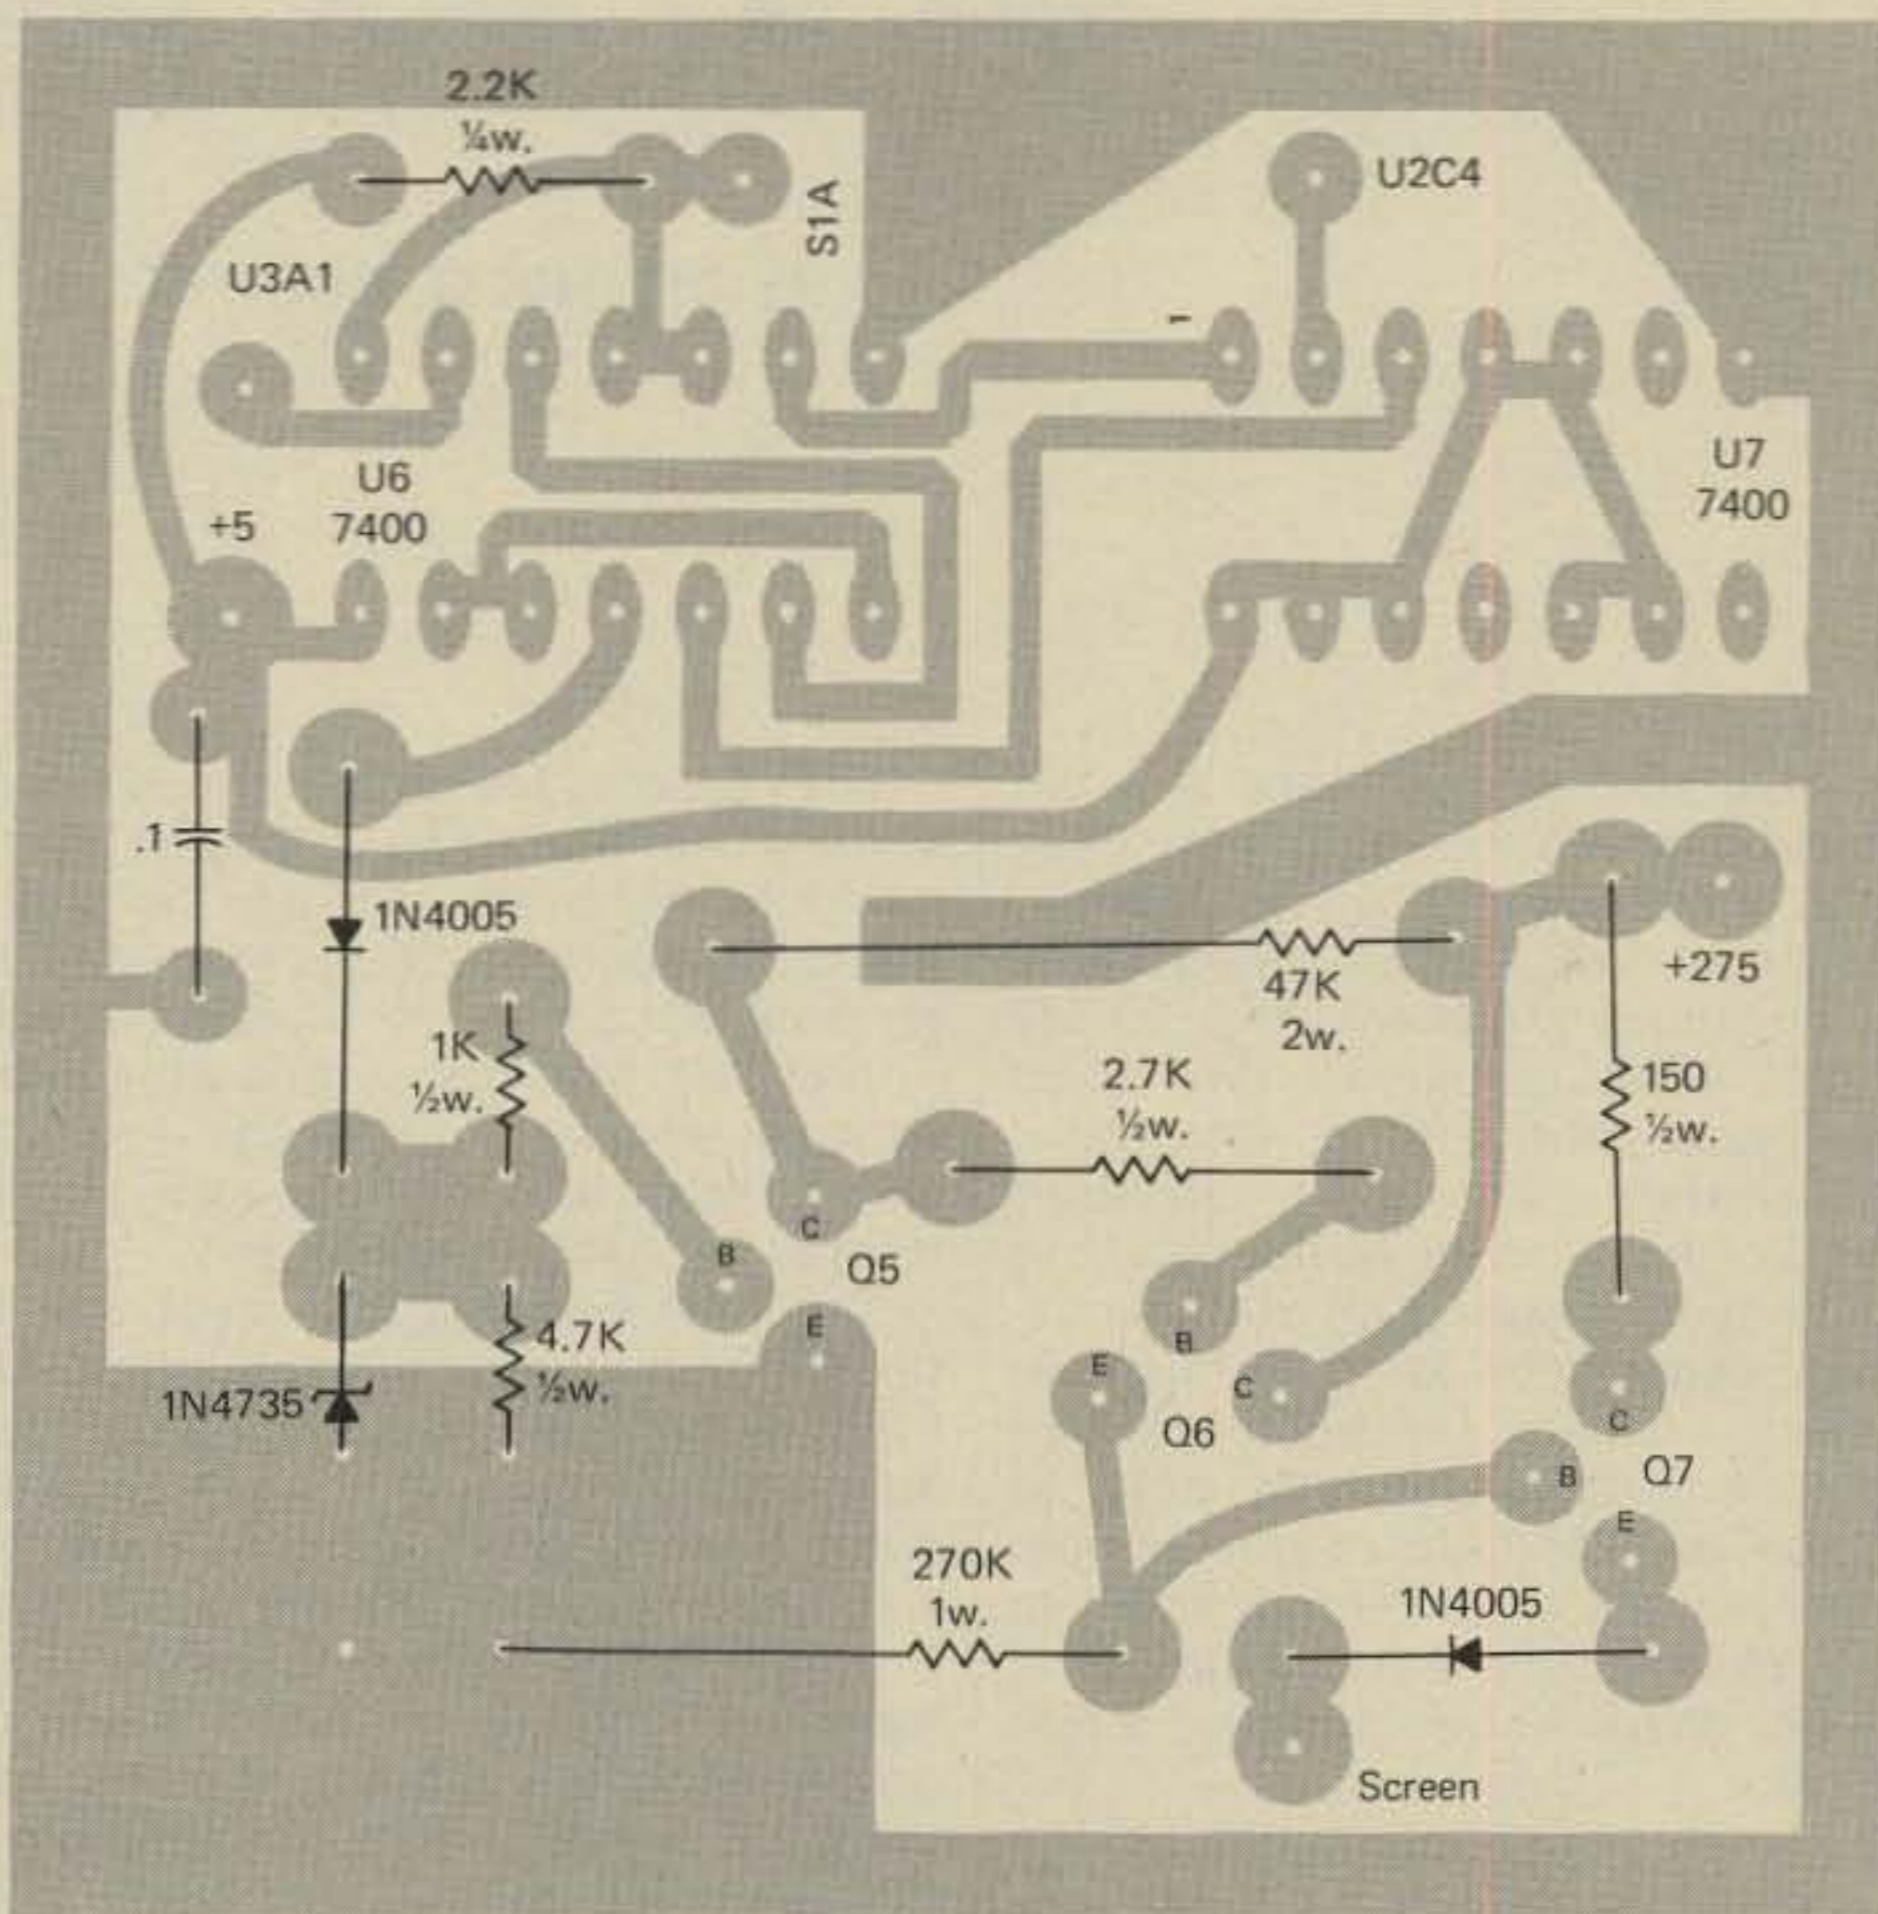 2.2K
¼w.
S1A
U2C4
U3A1
U6
7400
+5
U7
7400
.1
1N4005
+275
47K
2w.
1K
½w.
2.7K
½w.
150
½w.
C
B
Q5
E
4.7K
½w.
1N4735
E
B
C
Q6
C
B
Q7
E
270K
1w.
1N4005
Screen